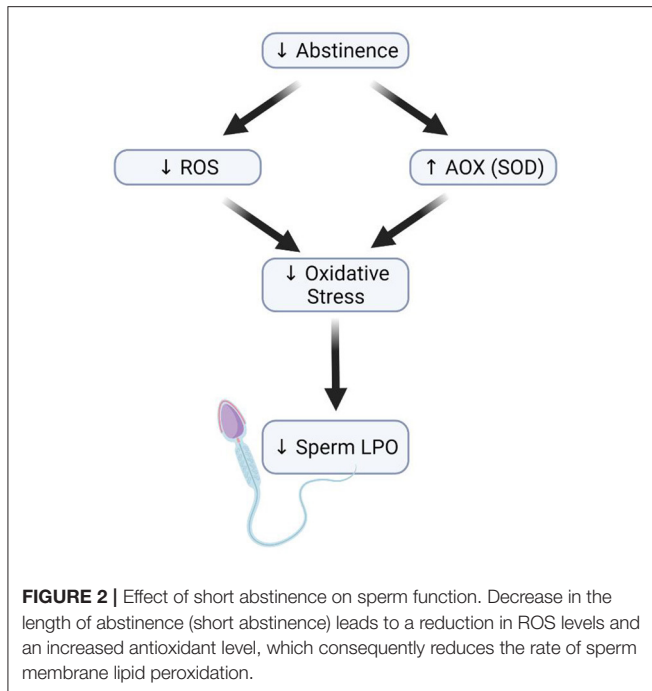 ↓ Abstinence
↓ ROS
↑ AOX (SOD)
↓ Oxidative
Stress
↓ Sperm LPO
FIGURE 2 | Effect of short abstinence on sperm function. Decrease in the
length of abstinence (short abstinence) leads to a reduction in ROS levels and
an increased antioxidant level, which consequently reduces the rate of sperm
membrane lipid peroxidation.